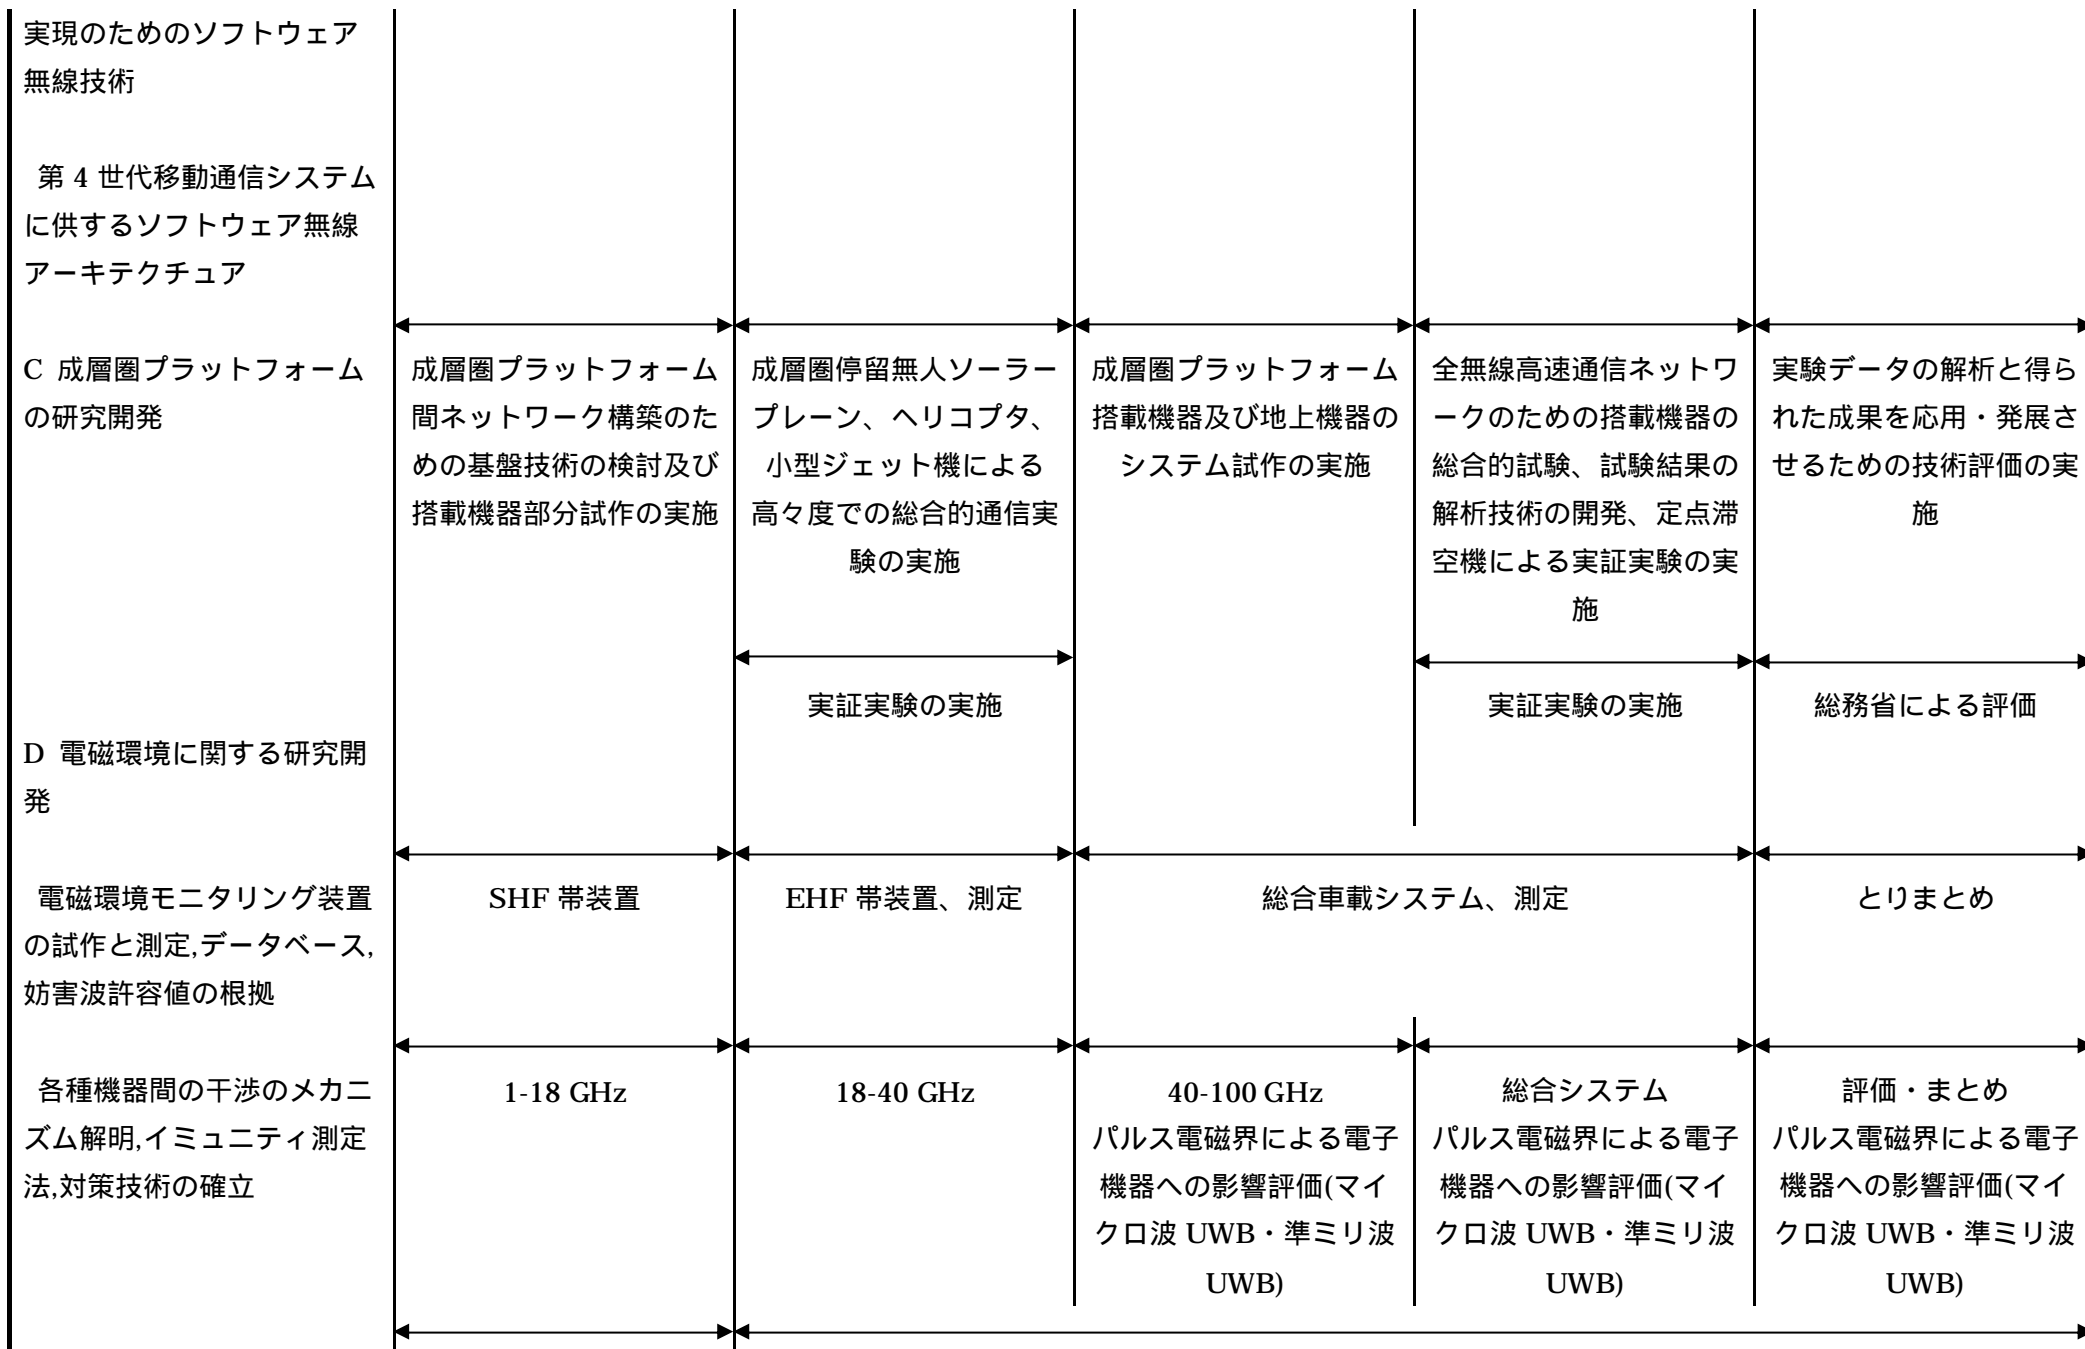 実現のためのソフトウェア
無線技術
第 4 世代移動通信システム
に供するソフトウェア無線
アーキテクチュア
C 成層圏プラットフォーム
の研究開発
成層圏プラットフォーム
間ネットワーク構築のた
めの基盤技術の検討及び
搭載機器部分試作の実施
成層圏停留無人ソーラー
プレーン、ヘリコプタ、
小型ジェット機による
高々度での総合的通信実
験の実施
成層圏プラットフォーム
搭載機器及び地上機器の
システム試作の実施
全無線高速通信ネットワ
ークのための搭載機器の
総合的試験、試験結果の
解析技術の開発、定点滞
空機による実証実験の実
施
実験データの解析と得ら
れた成果を応用・発展さ
せるための技術評価の実
施
実証実験の実施
実証実験の実施
総務省による評価
D 電磁環境に関する研究開
発
電磁環境モニタリング装置
の試作と測定,データベース,
妨害波許容値の根拠
SHF 帯装置
EHF 帯装置、測定
総合車載システム、測定
とりまとめ
各種機器間の干渉のメカニ
ズム解明,イミュニティ測定
法,対策技術の確立
1-18 GHz
18-40 GHz
40-100 GHz
パルス電磁界による電子
機器への影響評価(マイ
クロ波 UWB・準ミリ波
UWB)
総合システム
パルス電磁界による電子
機器への影響評価(マイ
クロ波 UWB・準ミリ波
UWB)
評価・まとめ
パルス電磁界による電子
機器への影響評価(マイ
クロ波 UWB・準ミリ波
UWB)